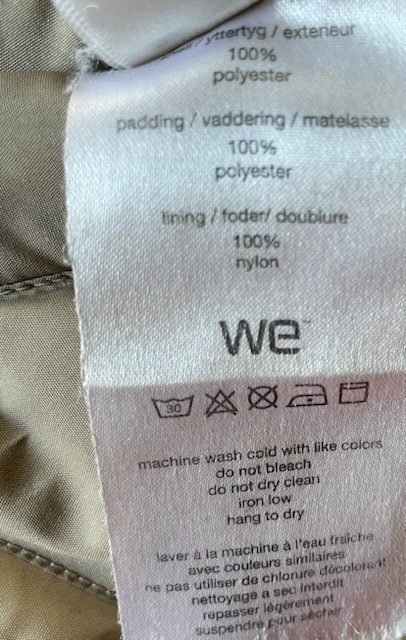 / yttertyg / exterieur
100%
polyester
padding / vaddering / matelasse
100%
polyester
lining / foder/ doublure
100%
nylon
we
30
machine wash cold with like colors
do not bleach
do not dry clean
iron low
hang to dry
laver à la machine à l'eau fraîche
avec couleurs similaires
ne pas utiliser de chlorure décolorant
nettoyage a sec interdit
repasser légèrement
suspendre pour sécher